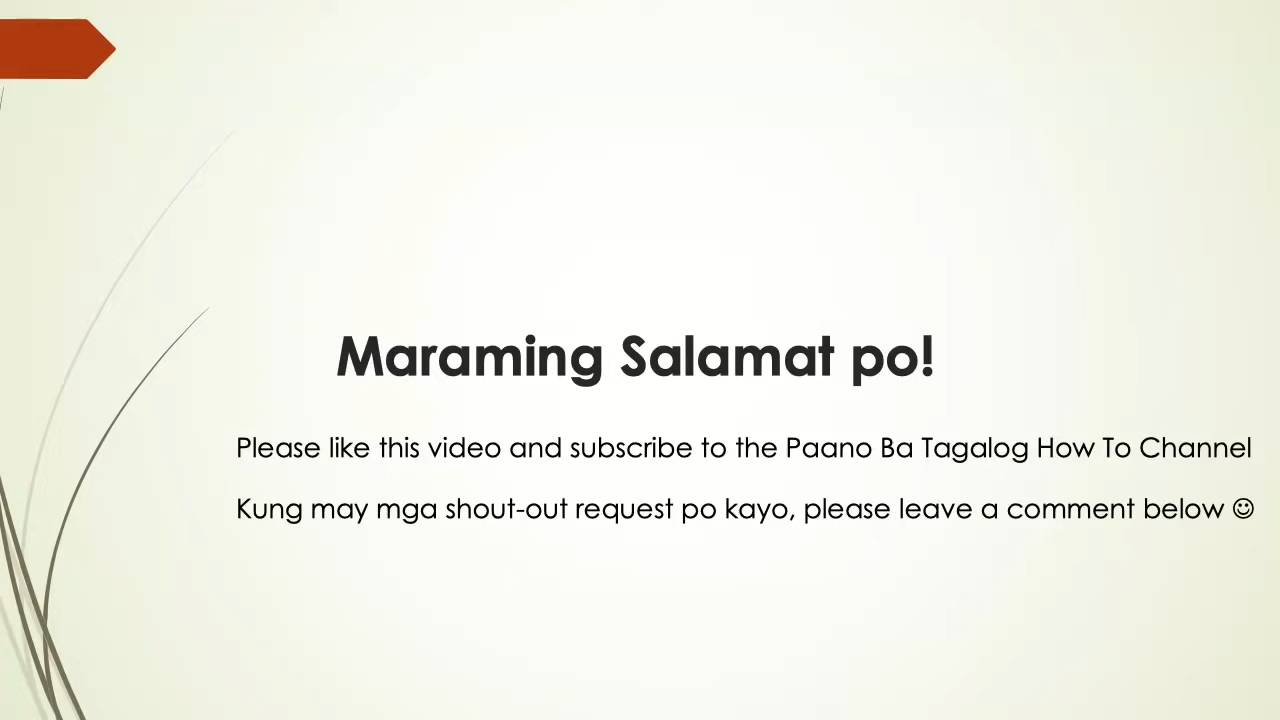 Maraming Salamat po!
Please like this video and subscribe to the Paano Ba Tagalog How To Channel
Kung may mga shout-out request po kayo, please leave a comment below ☺